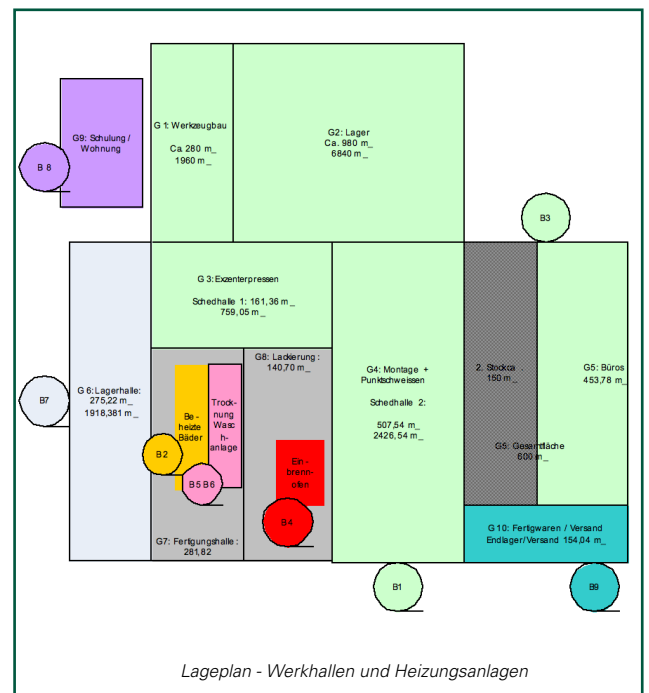 G 1: Werkzeugbau
Ca. 280 m_
1960 m_
G2: Lager
Ca. 980 m_
6840 m_
G9: Schulung /
Wohnung
B 8
B3
G 3: Exzenterpressen
Schedhalle 1: 161,36 m_
759,05 m_
G 6: Lagerhalle:
275,22 m_
1918,381 m_
B7
G8: Lackierung :
140,70 m_
G4: Montage +
Punktschweissen
Schedhalle 2:
507,54 m_
2426,54 m_
2. Stockca .
150 m_
G5: Büros
453,78 m_
G5: Gesamtfläche
600 m_
Be -
heizte
Bäder
Trock-
nung
Wasc
h-
anlage
B 2
B5 B6
Ein -
brenn-
ofen
B4
G7: Fertigungshalle :
281,82
G 10: Fertigwaren / Versand
Endlager/Versand 154,04 m_
B1
B9
Lageplan - Werkhallen und Heizungsanlagen